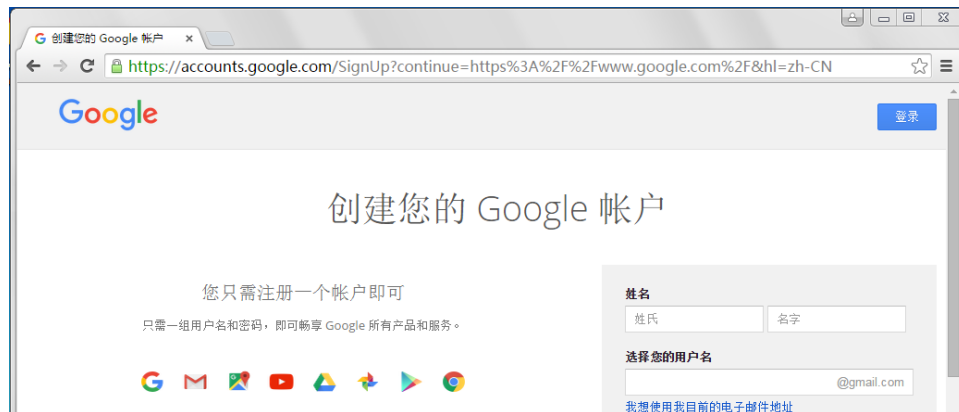 创建您的 Google 帐户
https://accounts.google.com/SignUp?continue=https%3A%2F%2Fwww.google.com%2F&hl=zh-CN
Google
登录
创建您的 Google 帐户
您只需注册一个帐户即可
只需一组用户名和密码，即可畅享 Google 所有产品和服务。
姓名
姓氏 名字
选择您的用户名
@gmail.com
我想使用我目前的电子邮件地址